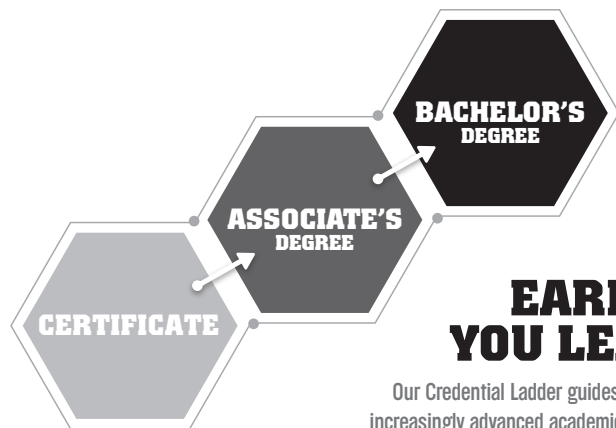 BACHELOR'S
DEGREE
ASSOCIATE'S
DEGREE
CERTIFICATE
YOU
Our Credential Ladder guides
increasingly advanced